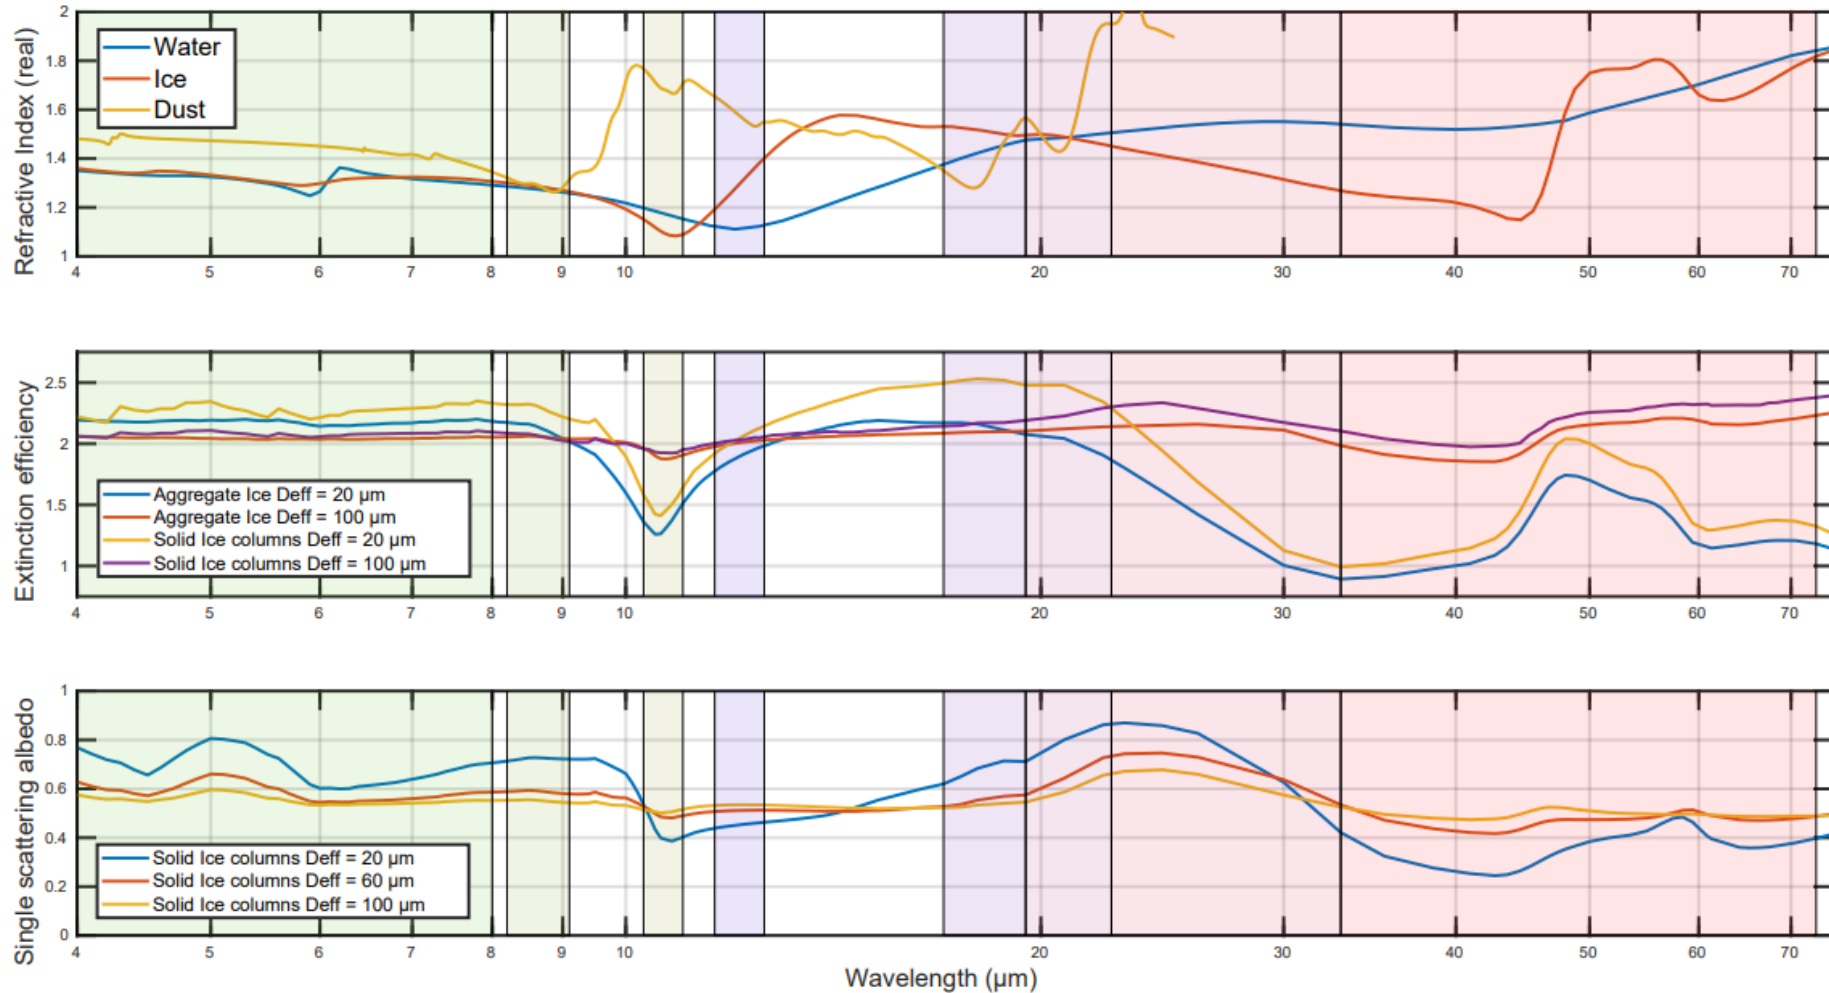 Refractive Index (real)
2
1.8
1.6
1.4
1.2
1
Water
Ice
Dust
4 5 6 7 8 9 10 20 30 40 50 60 70
Extinction efficiency
2.5
2
1.5
1
Aggregate Ice Deff = 20 µm
Aggregate Ice Deff = 100 µm
Solid Ice columns Deff = 20 µm
Solid Ice columns Deff = 100 µm
4 5 6 7 8 9 10 20 30 40 50 60 70
Single scattering albedo
1
0.8
0.6
0.4
0.2
0
Solid Ice columns Deff = 20 µm
Solid Ice columns Deff = 60 µm
Solid Ice columns Deff = 100 µm
4 5 6 7 8 9 10 20 30 40 50 60 70
Wavelength (µm)